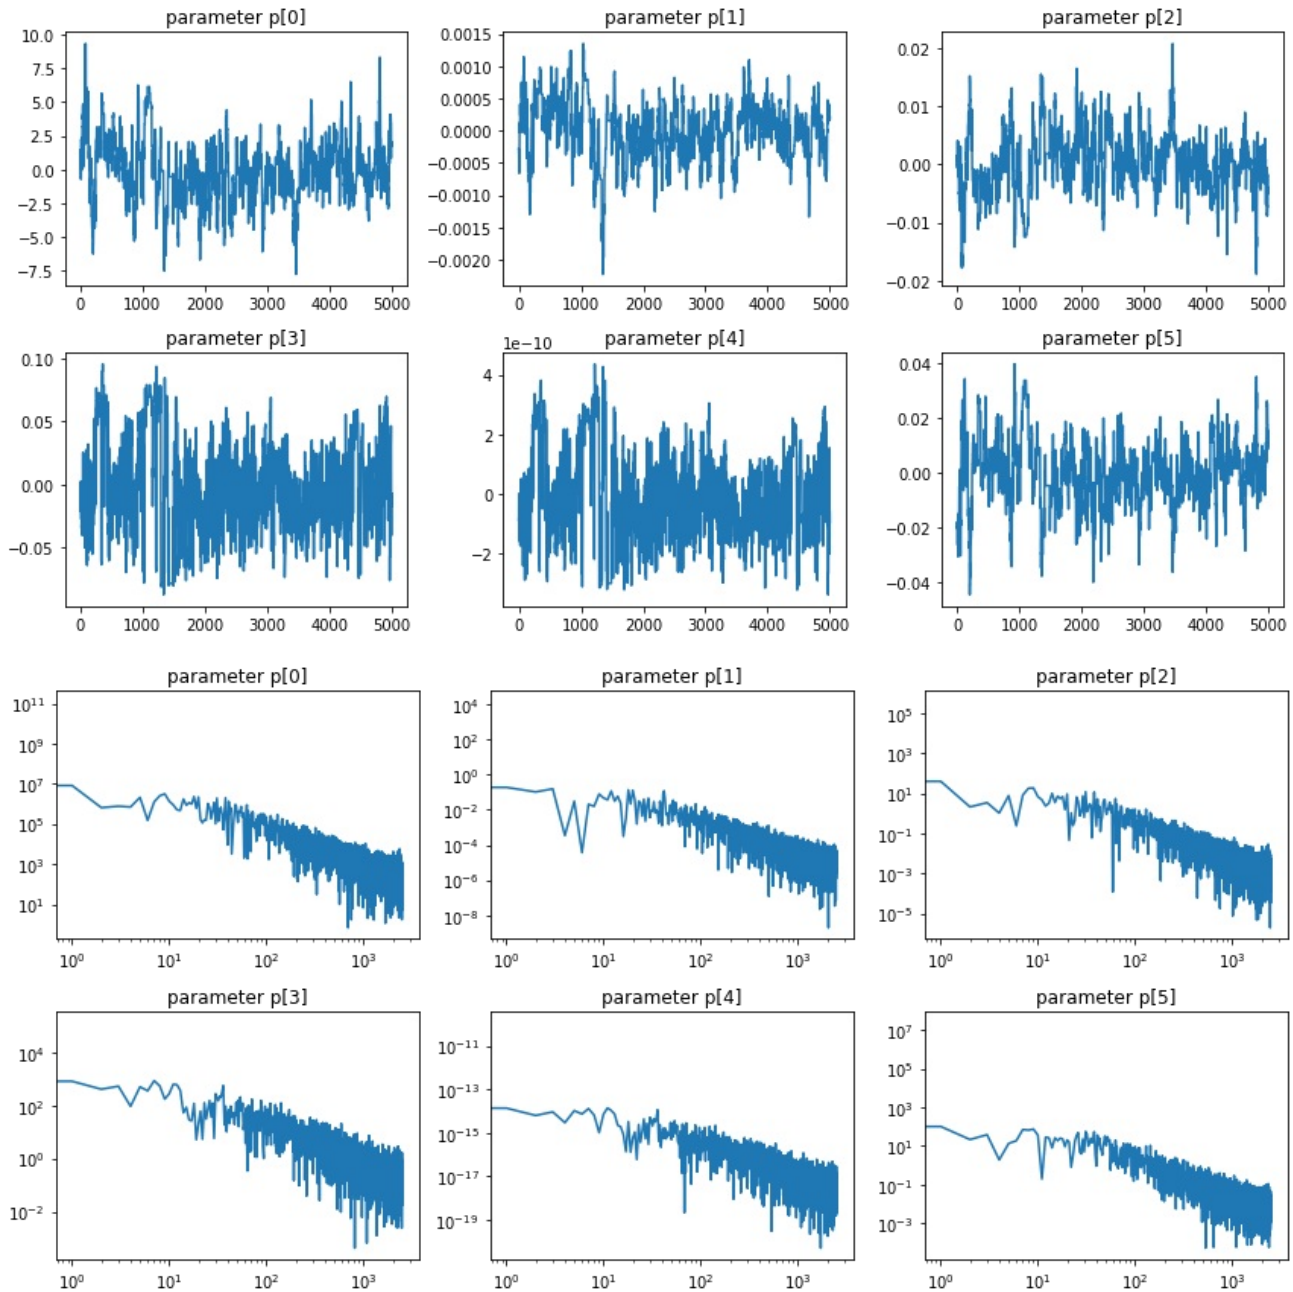 parameter p[0] parameter p[1] parameter p[2]
10.0 7.5 5.0 2.5 0.0 −2.5 −5.0 −7.5
0.0015 0.0010 0.0005 0.0000 −0.0005 −0.0010 −0.0015 −0.0020
0.02 0.01 0.00 −0.01 −0.02
0 1000 2000 3000 4000 5000 0 1000 2000 3000 4000 5000 0 1000 2000 3000 4000 5000
parameter p[3] parameter p[4] parameter p[5]
0.10 0.05 0.00 −0.05
1e−10
4 2 0 −2
0.04 0.02 0.00 −0.02 −0.04
0 1000 2000 3000 4000 5000 0 1000 2000 3000 4000 5000 0 1000 2000 3000 4000 5000
parameter p[0] parameter p[1] parameter p[2]
10¹¹ 10⁹ 10⁷ 10⁵ 10³ 10¹
10⁴ 10² 10⁰ 10⁻² 10⁻⁴ 10⁻⁶ 10⁻⁸
10⁵ 10³ 10¹ 10⁻¹ 10⁻³ 10⁻⁵
10⁰ 10¹ 10² 10³ 10⁰ 10¹ 10² 10³ 10⁰ 10¹ 10² 10³
parameter p[3] parameter p[4] parameter p[5]
10⁴ 10² 10⁰ 10⁻²
10⁻¹¹ 10⁻¹³ 10⁻¹⁵ 10⁻¹⁷ 10⁻¹⁹
10⁷ 10⁵ 10³ 10¹ 10⁻¹ 10⁻³
10⁰ 10¹ 10² 10³ 10⁰ 10¹ 10² 10³ 10⁰ 10¹ 10² 10³